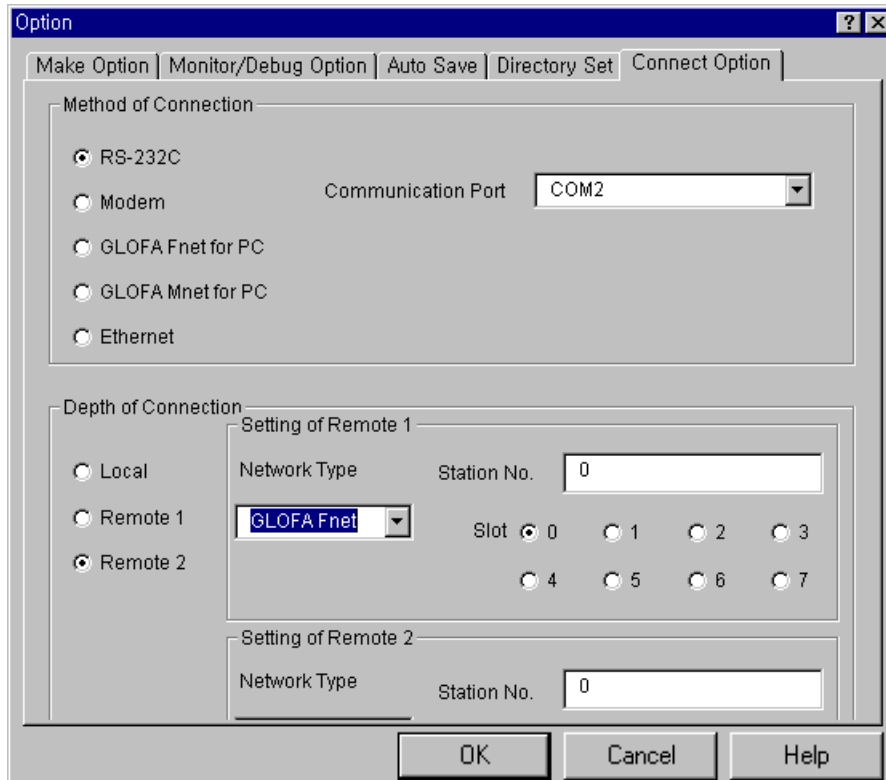 Option
Make Option Monitor/Debug Option Auto Save Directory Set Connect Option
Method of Connection
RS-232C
Modem
GLOFA Fnet for PC
GLOFA Mnet for PC
Ethernet
Communication Port COM2
Depth of Connection
Local
Remote 1
Remote 2
Setting of Remote 1
Network Type
GLOFA Fnet
Station No. 0
Slot 0 1 2 3
4 5 6 7
Setting of Remote 2
Network Type
Station No. 0
OK Cancel Help